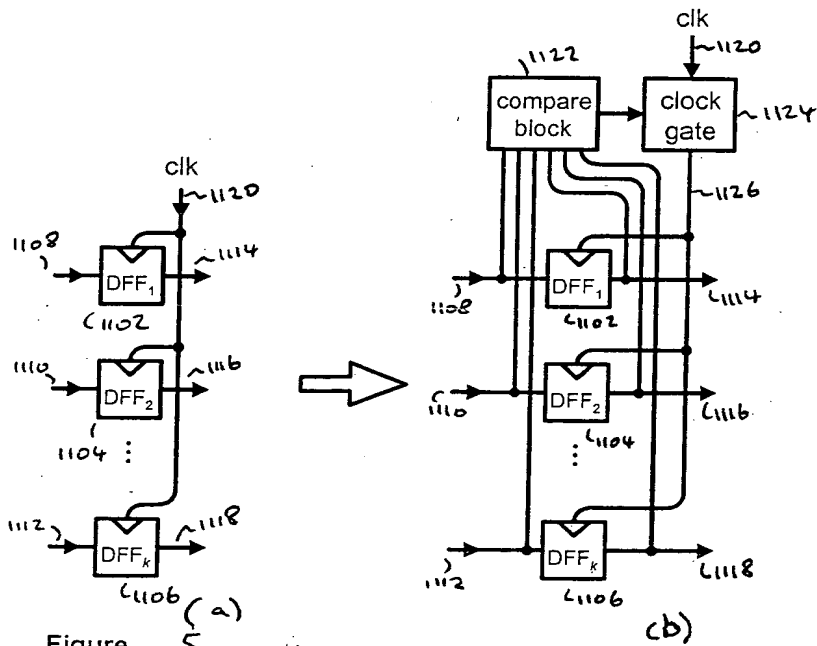 clk
1120
1108
1114
DFF1
1102
1110
1116
DFF2
1104
⋮
1112
1118
DFFk
1106
(a)
Figure 5
clk
1120
1122
compare
block
clock
gate
1124
1126
1108
DFF1
1102
1114
1110
DFF2
1104
1116
⋮
1112
DFFk
1106
1118
(b)